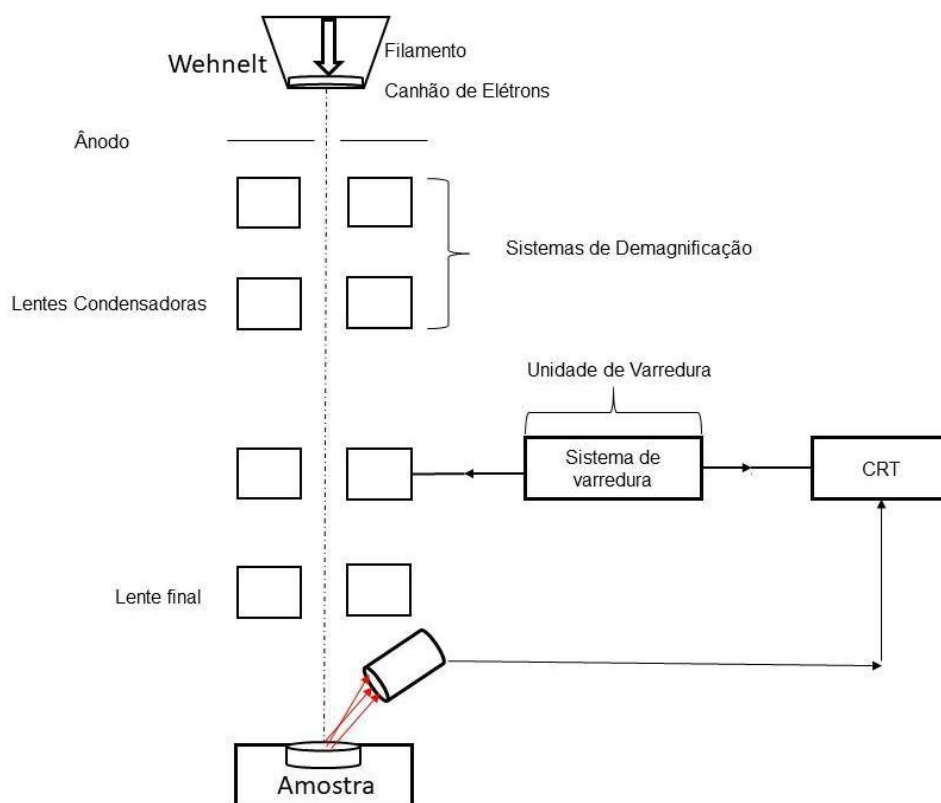 Filamento
Wehnelt
Canhão de Elétrons
Ânodo
Sistemas de Demagnificação
Lentes Condensadoras
Unidade de Varredura
Sistema de
varredura
CRT
Lente final
Amostra